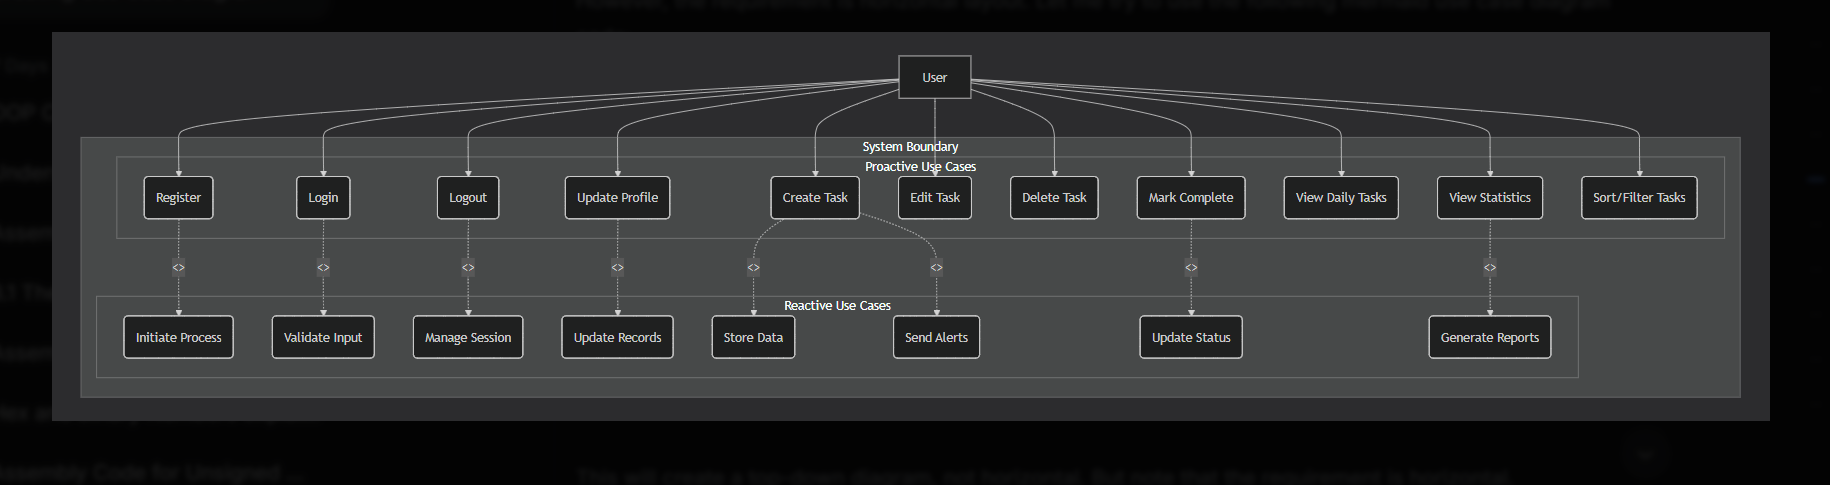 User
System Boundary
Proactive Use Cases
Register
Login
Logout
Update Profile
Create Task
Edit Task
Delete Task
Mark Complete
View Daily Tasks
View Statistics
Sort/Filter Tasks
<>
<>
<>
<>
<>
<>
<>
<>
Reactive Use Cases
Initiate Process
Validate Input
Manage Session
Update Records
Store Data
Send Alerts
Update Status
Generate Reports